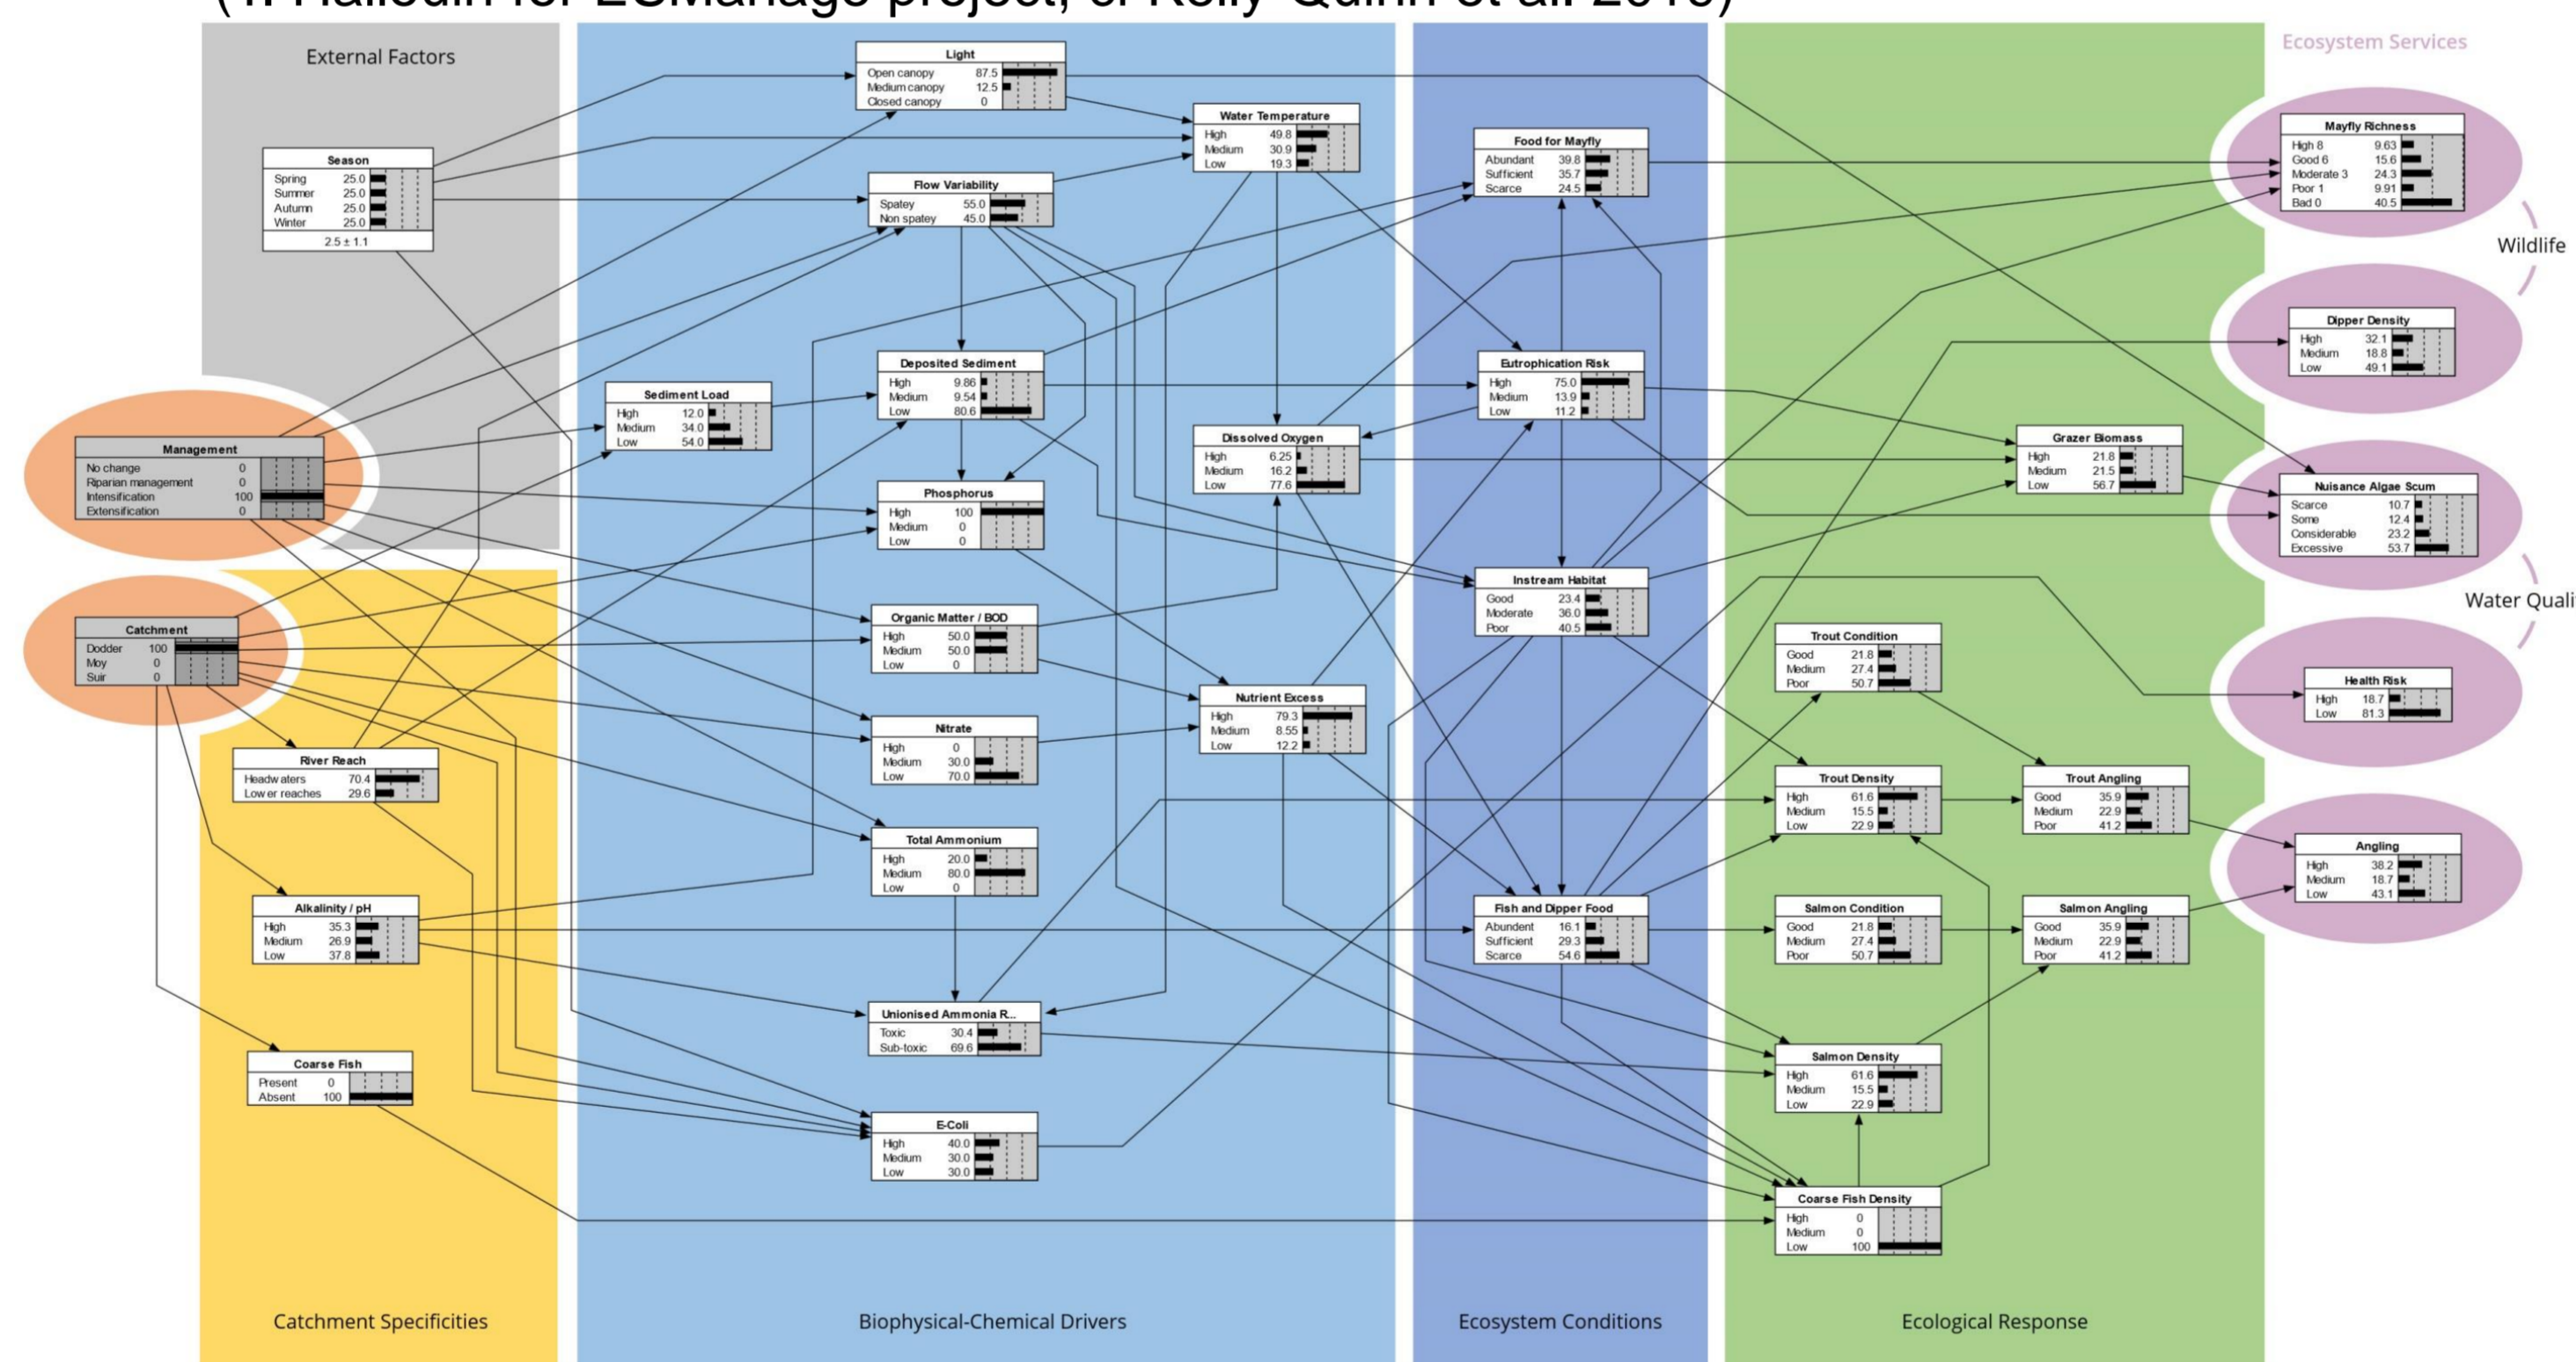 External Factors
Ecosystem Services
Season
Spring 25.0
Summer 25.0
Autumn 25.0
Winter 25.0
2.5 ± 1.1
Management
No change 0
Riparian management 0
Intensification 100
Extensification 0
Catchment
Dodder 100
Moy 0
Suir 0
River Reach
Headwaters 70.4
Lower reaches 29.6
Alkalinity / pH
High 35.3
Medium 26.9
Low 37.8
Coarse Fish
Present 0
Absent 100
Catchment Specificities
Light
Open canopy 87.5
Medium canopy 12.5
Closed canopy 0
Water Temperature
High 49.8
Medium 30.9
Low 19.3
Flow Variability
Spatey 55.0
Non spatey 45.0
Sediment Load
High 12.0
Medium 34.0
Low 54.0
Deposited Sediment
High 9.86
Medium 9.54
Low 80.6
Phosphorus
High 100
Medium 0
Low 0
Dissolved Oxygen
High 6.25
Medium 16.2
Low 77.6
Organic Matter / BOD
High 50.0
Medium 50.0
Low 0
Nutrient Excess
High 79.3
Medium 8.55
Low 12.2
Nitrate
High 0
Medium 30.0
Low 70.0
Total Ammonium
High 20.0
Medium 80.0
Low 0
Unionised Ammonia R...
Toxic 30.4
Sub-toxic 69.6
E-Coli
High 40.0
Medium 30.0
Low 30.0
Biophysical-Chemical Drivers
Food for Mayfly
Abundant 39.8
Sufficient 35.7
Scarce 24.5
Eutrophication Risk
High 75.0
Medium 13.9
Low 11.2
Instream Habitat
Good 23.4
Moderate 36.0
Poor 40.5
Fish and Dipper Food
Abundent 16.1
Sufficient 29.3
Scarce 54.6
Ecosystem Conditions
Grazer Biomass
High 21.8
Medium 21.5
Low 56.7
Trout Condition
Good 21.8
Medium 27.4
Poor 50.7
Trout Density
High 61.6
Medium 15.5
Low 22.9
Trout Angling
Good 35.9
Medium 22.9
Poor 41.2
Salmon Condition
Good 21.8
Medium 27.4
Poor 50.7
Salmon Angling
Good 35.9
Medium 22.9
Poor 41.2
Salmon Density
High 61.6
Medium 15.5
Low 22.9
Coarse Fish Density
High 0
Medium 0
Low 100
Ecological Response
Mayfly Richness
High 8 9.63
Good 6 15.6
Moderate 3 24.3
Poor 1 9.91
Bad 0 40.5
Wildlife
Dipper Density
High 32.1
Medium 18.8
Low 49.1
Nuisance Algae Scum
Scarce 10.7
Some 12.4
Considerable 23.2
Excessive 53.7
Water Quali
Health Risk
High 18.7
Low 81.3
Angling
High 38.2
Medium 18.7
Low 43.1